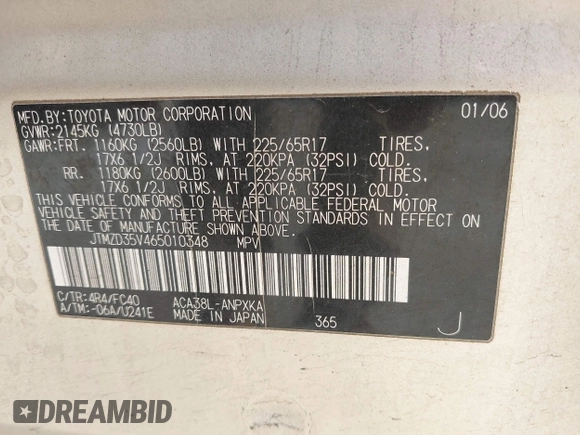 MFD.BY:TOYOTA MOTOR CORPORATION 01/06
GVWR:2145KG (4730LB)
GAWR:FRT. 1160KG (2560LB) WITH 225/65R17 TIRES,
17X6 1/2J RIMS, AT 220KPA (32PSI) COLD.
RR. 1180KG (2600LB) WITH 225/65R17 TIRES,
17X6 1/2J RIMS, AT 220KPA (32PSI) COLD.
THIS VEHICLE CONFORMS TO ALL APPLICABLE FEDERAL MOTOR
VEHICLE SAFETY AND THEFT PREVENTION STANDARDS IN EFFECT ON
THE DATE OF MANUFACTURE SHOWN ABOVE.
JTMZD35V465010348 MPV
C/TR:4R4/FC40 ACA38L-ANPXKA
A/TM:-06A/U241E MADE IN JAPAN 365 J
DREAMBID